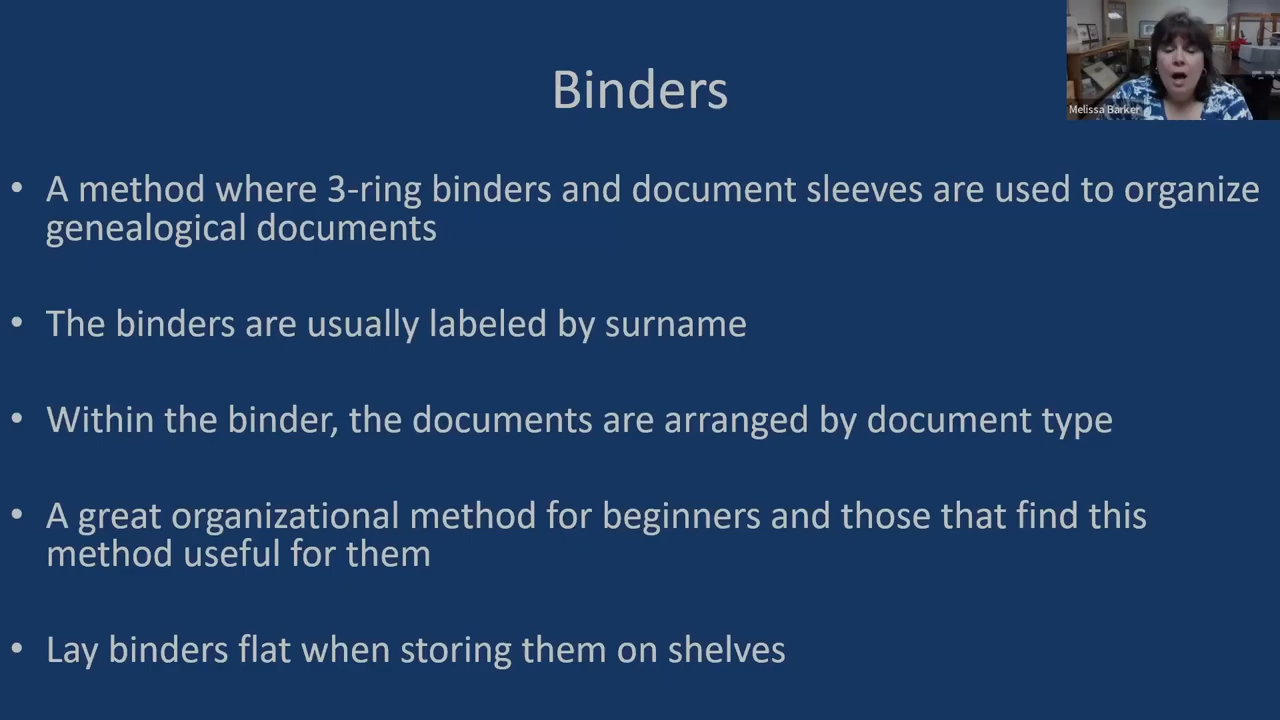 Binders
Melissa Barker
• A method where 3-ring binders and document sleeves are used to organize
genealogical documents
• The binders are usually labeled by surname
• Within the binder, the documents are arranged by document type
• A great organizational method for beginners and those that find this
method useful for them
• Lay binders flat when storing them on shelves